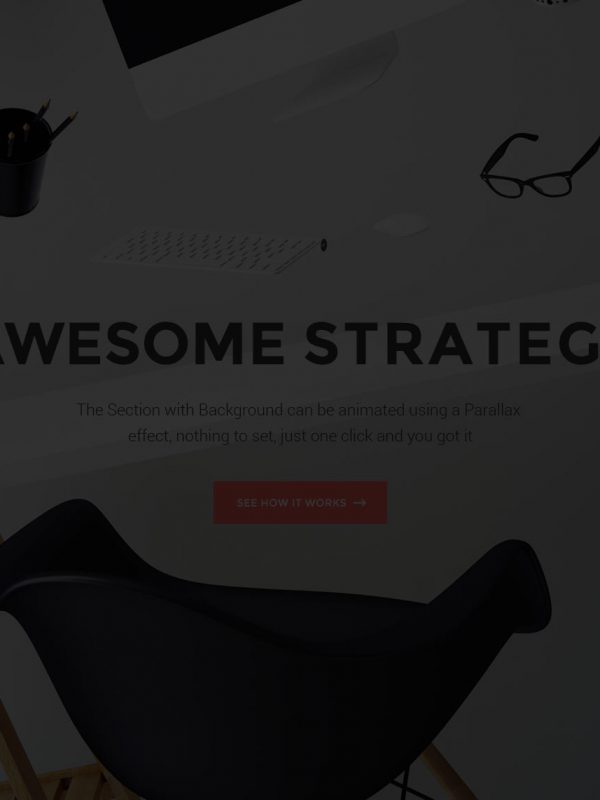 AWESOME STRATEG
The Section with Background can be animated using a Parallax
effect, nothing to set, just one click and you got it
SEE HOW IT WORKS